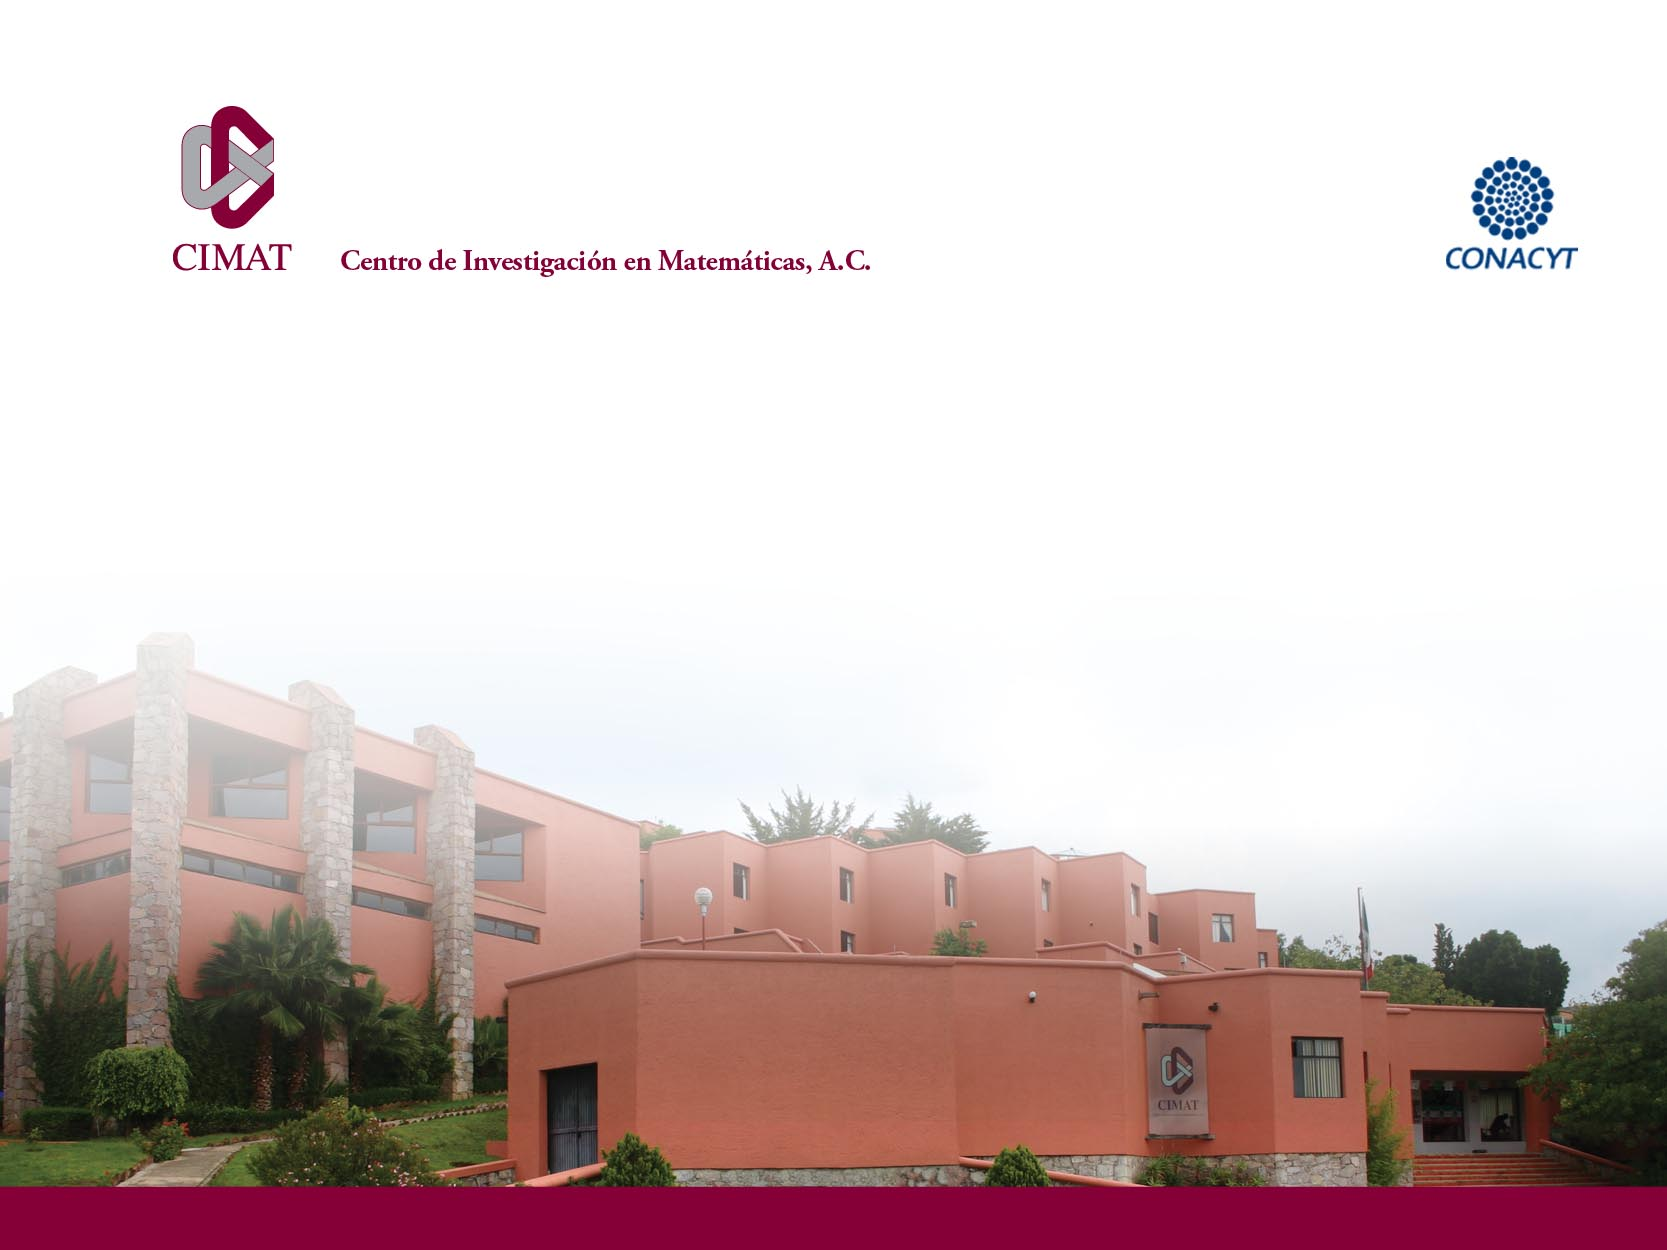 CIMAT
Centro de Investigación en Matemáticas, A.C.
CONACYT
CIMAT